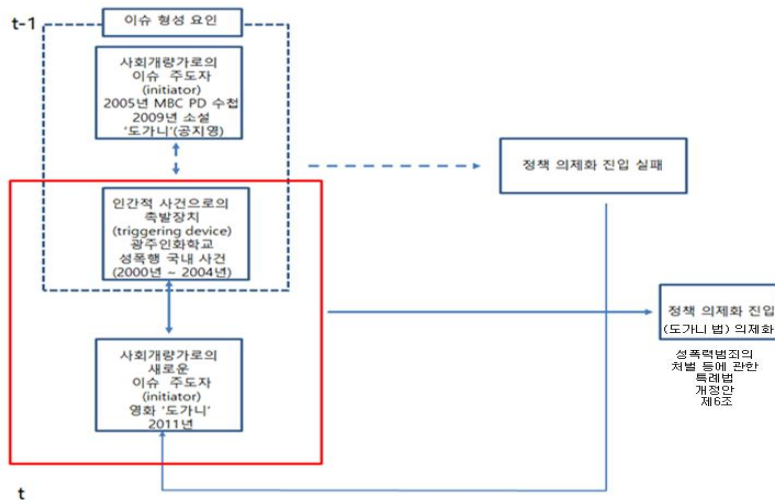 t-1
이슈 형성 요인
사회개량가로의
이슈 주도자
(initiator)
2005년 MBC PD 수첩
2009년 소설
'도가니'(공지영)
정책 의제화 진입 실패
인간적 사건으로의
촉발장치
(triggering device)
광주인화학교
성폭행 국내 사건
(2000년 ~ 2004년)
정책 의제화 진입
(도가니 법) 의제화
성폭력범죄의
처벌 등에 관한
특례법
개정안
제6조
사회개량가로의
새로운
이슈 주도자
(initiator)
영화 '도가니'
2011년
t